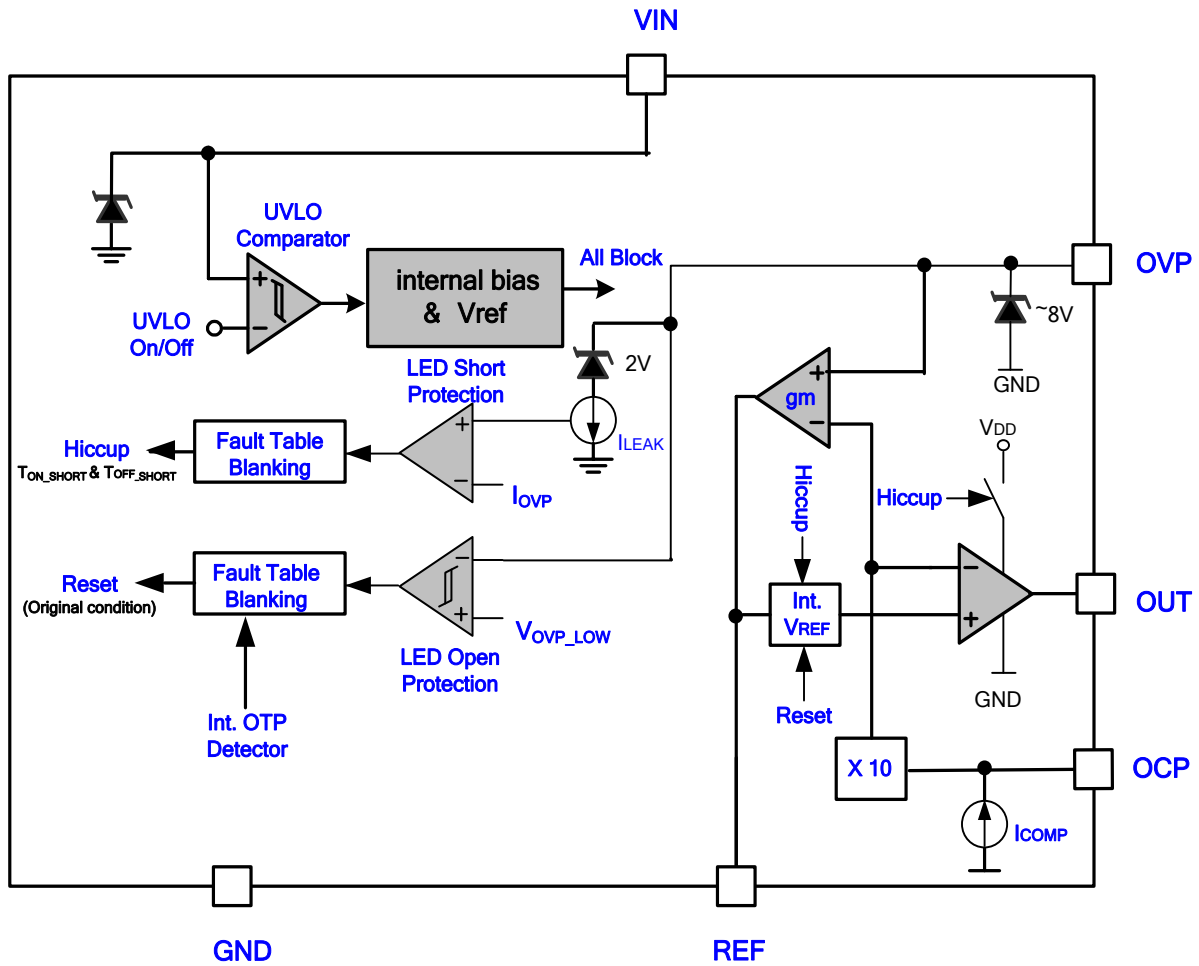 VIN
UVLO
Comparator
+
−
UVLO
On/Off
internal bias
& Vref
All Block
OVP
~8V
GND
2V
ILEAK
LED Short
Protection
+
−
IOVP
Fault Table
Blanking
Hiccup
TON_SHORT & TOFF_SHORT
gm
+
−
VDD
Hiccup
Hiccup
Int.
VREF
Reset
−
+
GND
OUT
−
+
VOVP_LOW
LED Open
Protection
Fault Table
Blanking
Reset
(Original condition)
Int. OTP
Detector
X 10
OCP
ICOMP
GND
REF